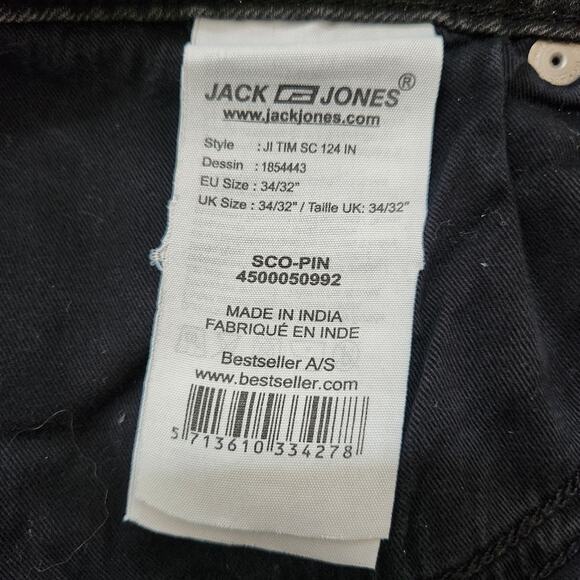 JACK JONES®
www.jackjones.com
Style : JI TIM SC 124 IN
Dessin : 1854443
EU Size : 34/32"
UK Size : 34/32" / Taille UK: 34/32"
SCO-PIN
4500050992
MADE IN INDIA
FABRIQUÉ EN INDE
Bestseller A/S
www.bestseller.com
5 713610 334278